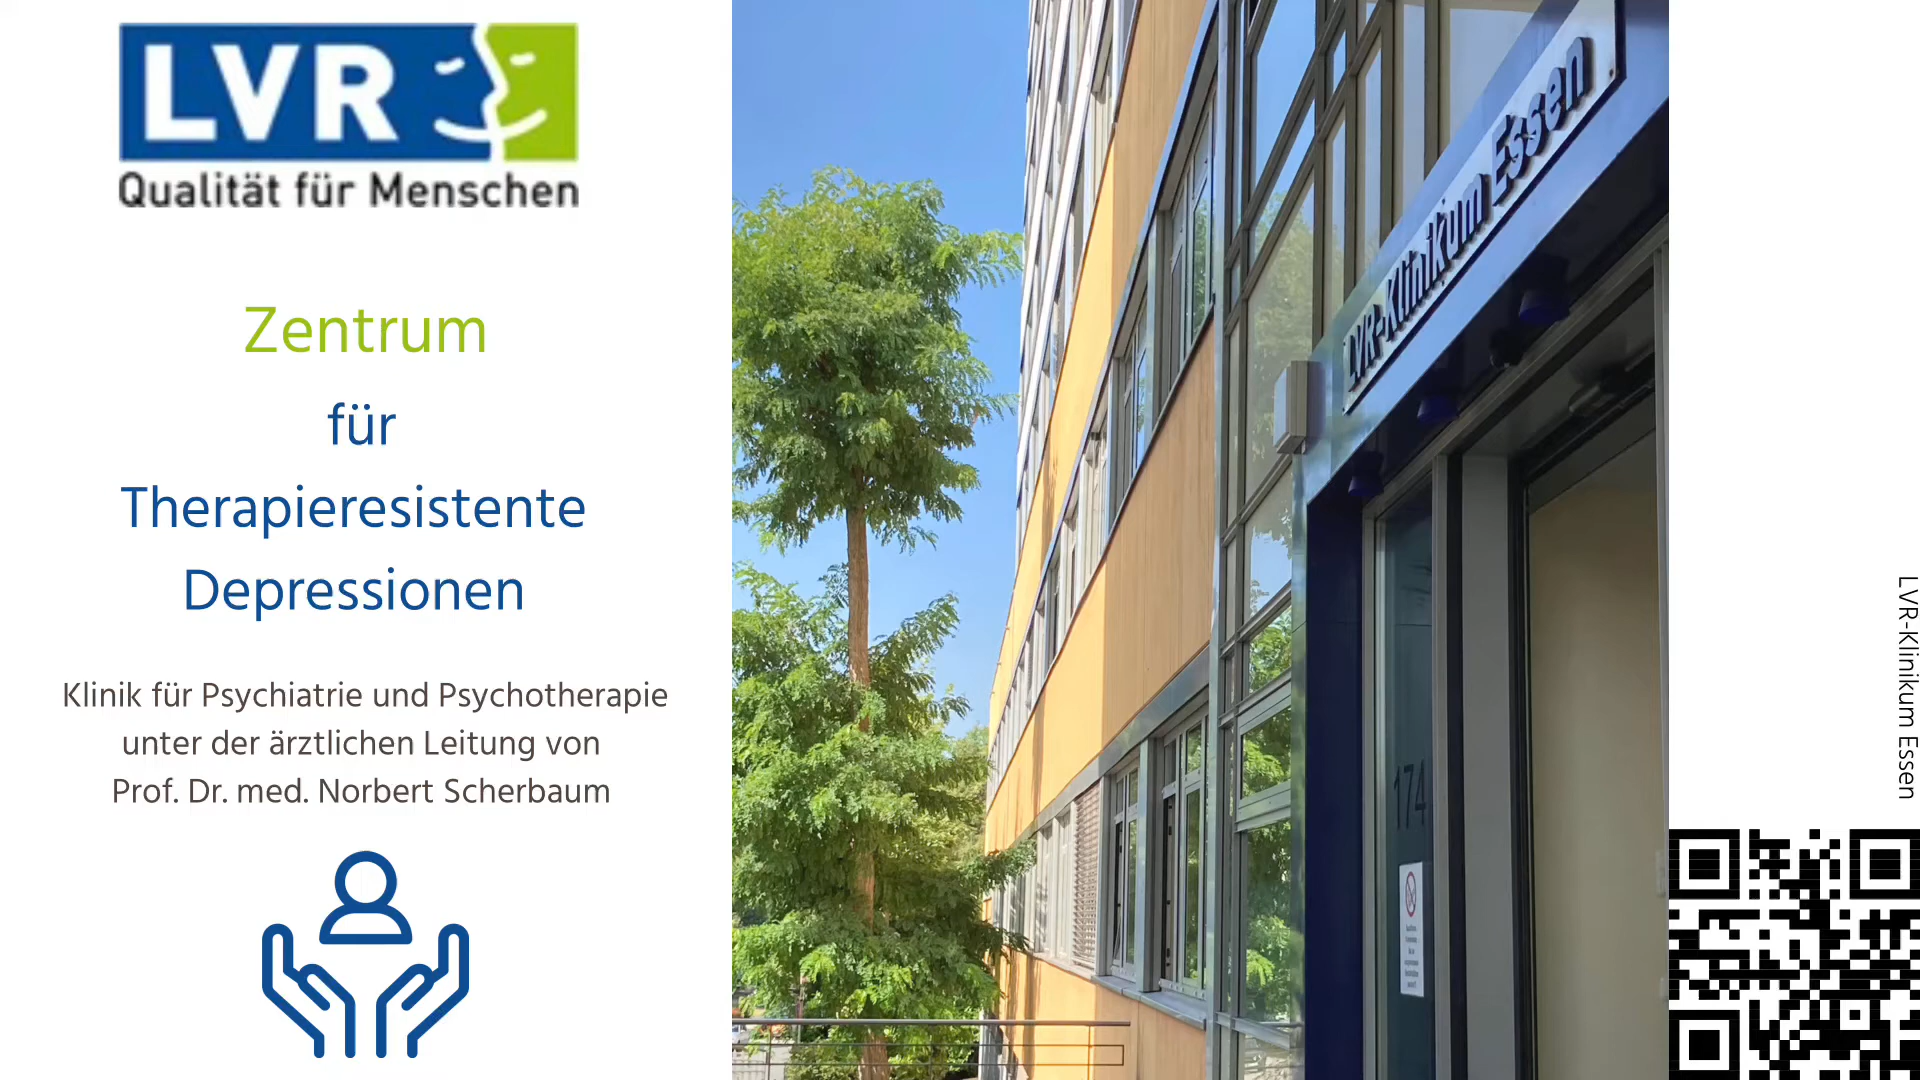 LVR
Qualität für Menschen
Zentrum
für
Therapieresistente
Depressionen
Klinik für Psychiatrie und Psychotherapie
unter der ärztlichen Leitung von
Prof. Dr. med. Norbert Scherbaum
LVR-Klinikum Essen
174
LVR-Klinikum Essen